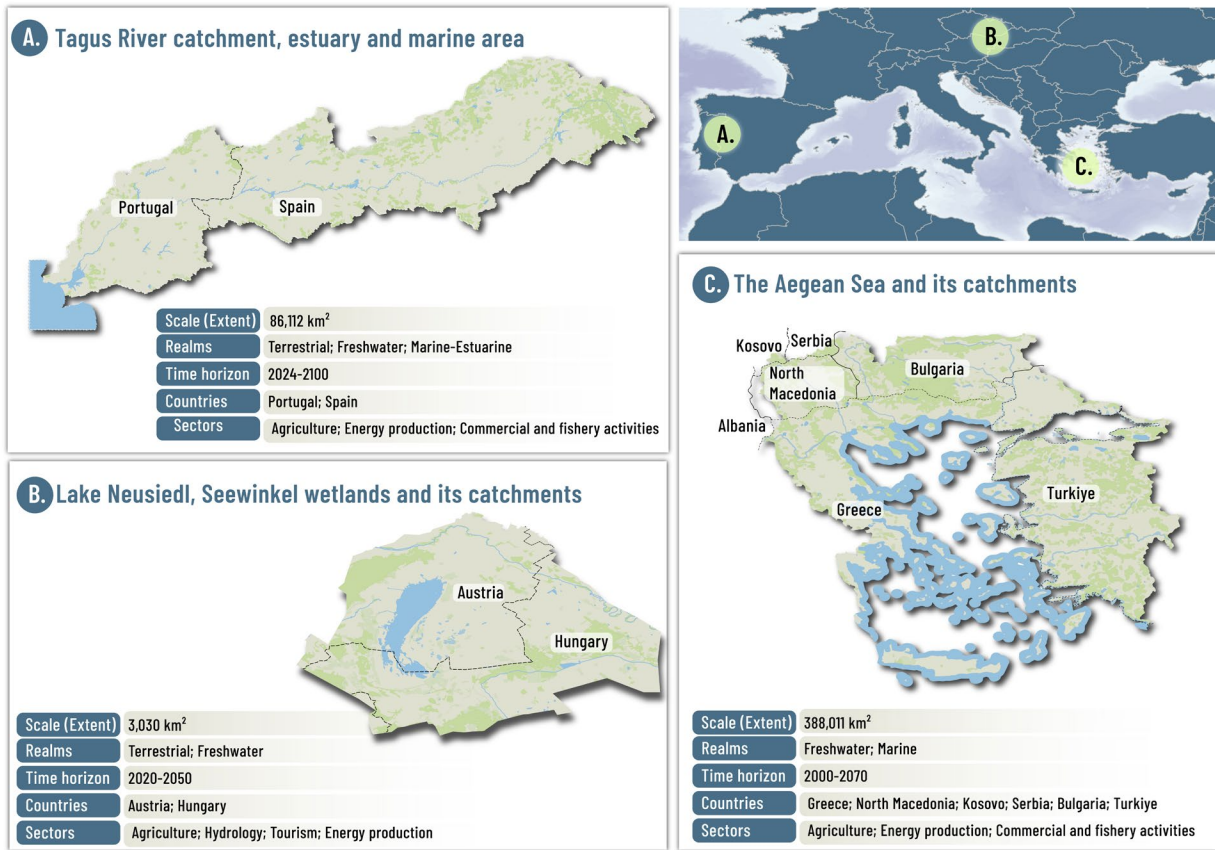 A. Tagus River catchment, estuary and marine area
Portugal
Spain
Scale (Extent) 86,112 km²
Realms Terrestrial; Freshwater; Marine-Estuarine
Time horizon 2024-2100
Countries Portugal; Spain
Sectors Agriculture; Energy production; Commercial and fishery activities
A.
B.
C.
B. Lake Neusiedl, Seewinkel wetlands and its catchments
Austria
Hungary
Scale (Extent) 3,030 km²
Realms Terrestrial; Freshwater
Time horizon 2020-2050
Countries Austria; Hungary
Sectors Agriculture; Hydrology; Tourism; Energy production
C. The Aegean Sea and its catchments
Kosovo
Serbia
North
Macedonia
Bulgaria
Albania
Greece
Turkiye
Scale (Extent) 388,011 km²
Realms Freshwater; Marine
Time horizon 2000-2070
Countries Greece; North Macedonia; Kosovo; Serbia; Bulgaria; Turkiye
Sectors Agriculture; Energy production; Commercial and fishery activities